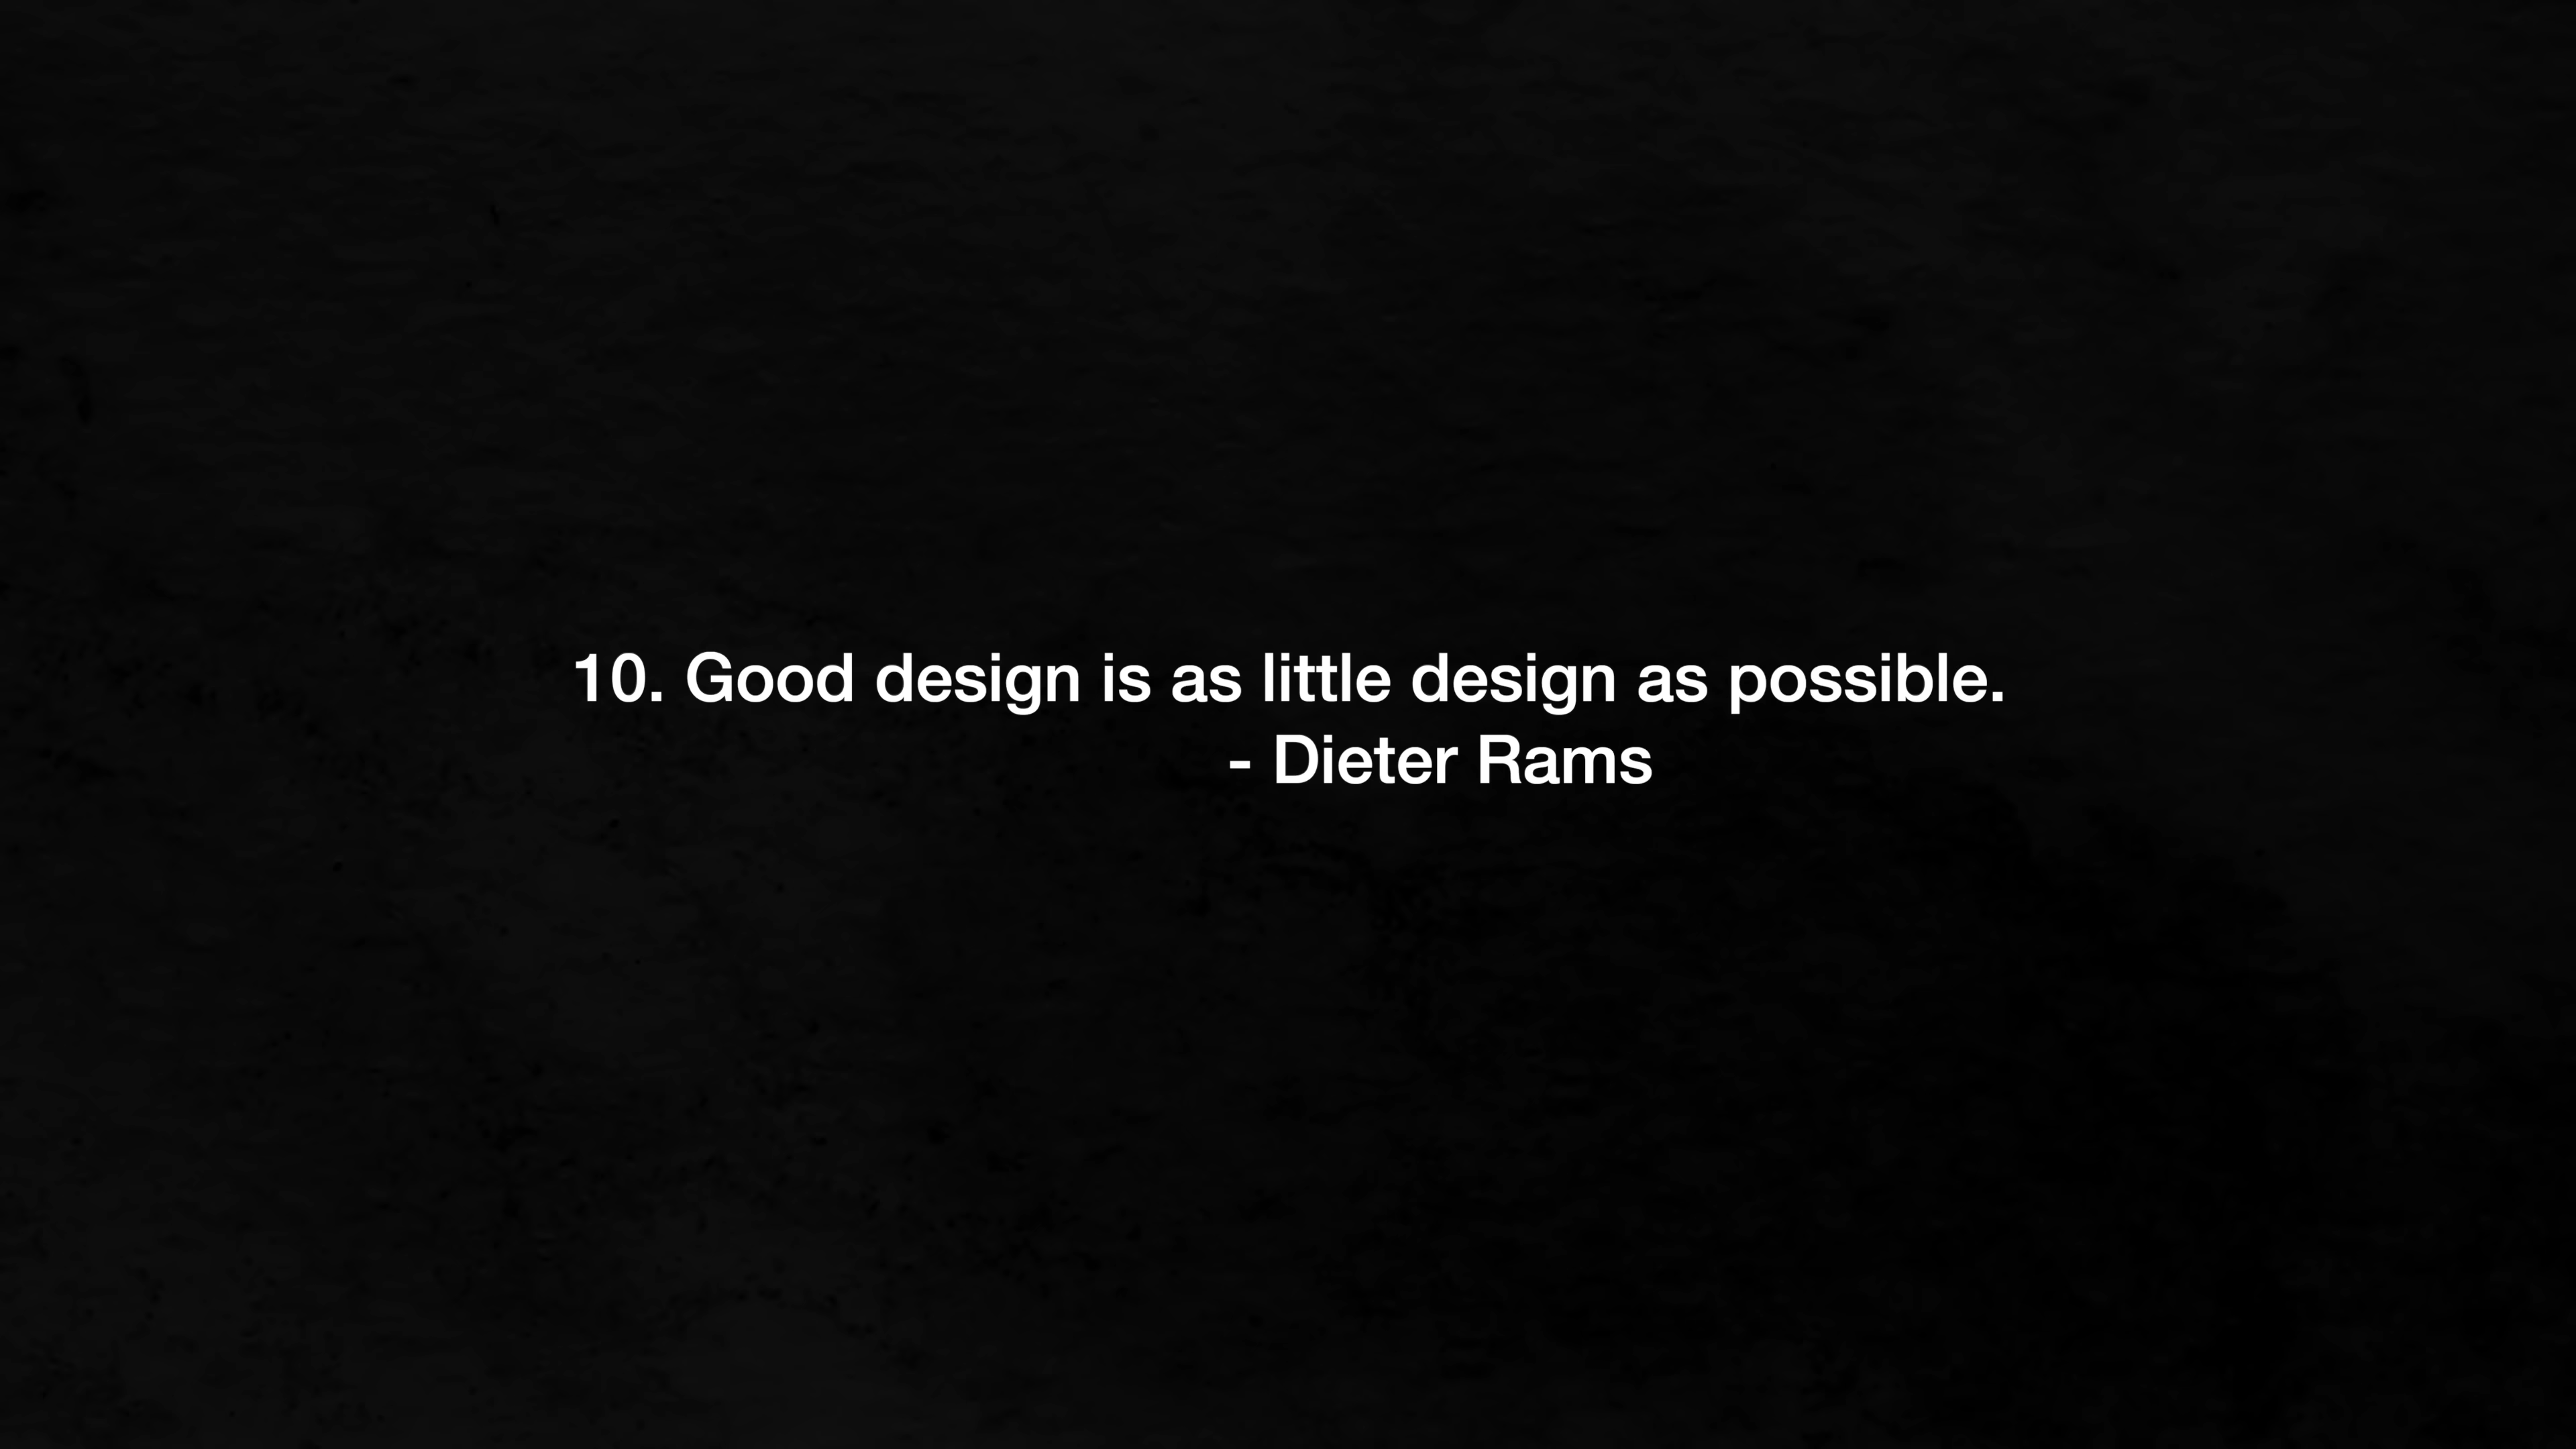 10. Good design is as little design as possible.
- Dieter Rams